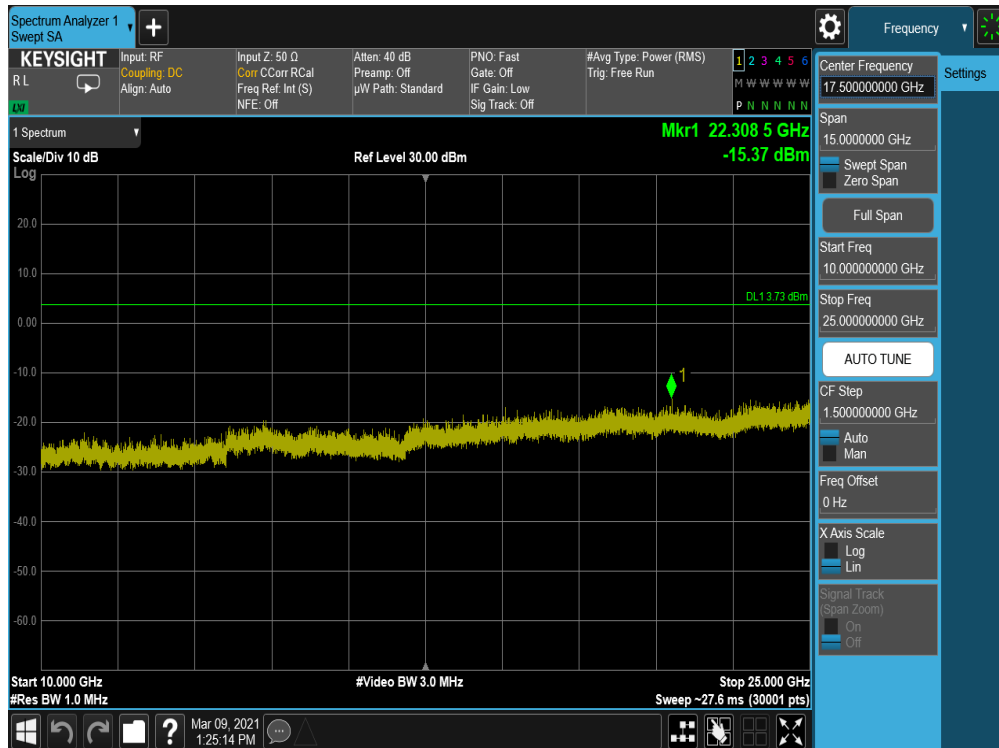 Spectrum Analyzer 1
Swept SA
+
Frequency
KEYSIGHT
R L
LXI
Input: RF
Coupling: DC
Align: Auto
Input Z: 50 Ω
Corr CCorr RCal
Freq Ref: Int (S)
NFE: Off
Atten: 40 dB
Preamp: Off
µW Path: Standard
PNO: Fast
Gate: Off
IF Gain: Low
Sig Track: Off
#Avg Type: Power (RMS)
Trig: Free Run
1 2 3 4 5 6
M W W W W W
P N N N N N
1 Spectrum
Scale/Div 10 dB
Log
Ref Level 30.00 dBm
Mkr1 22.308 5 GHz
-15.37 dBm
20.0
10.0
DL1 3.73 dBm
0.00
-10.0
1
-20.0
-30.0
-40.0
-50.0
-60.0
Start 10.000 GHz
#Res BW 1.0 MHz
#Video BW 3.0 MHz
Stop 25.000 GHz
Sweep ~27.6 ms (30001 pts)
Center Frequency
17.500000000 GHz
Settings
Span
15.0000000 GHz
Swept Span
Zero Span
Full Span
Start Freq
10.000000000 GHz
Stop Freq
25.000000000 GHz
AUTO TUNE
CF Step
1.500000000 GHz
Auto
Man
Freq Offset
0 Hz
X Axis Scale
Log
Lin
Signal Track
(Span Zoom)
On
Off
?
Mar 09, 2021
1:25:14 PM